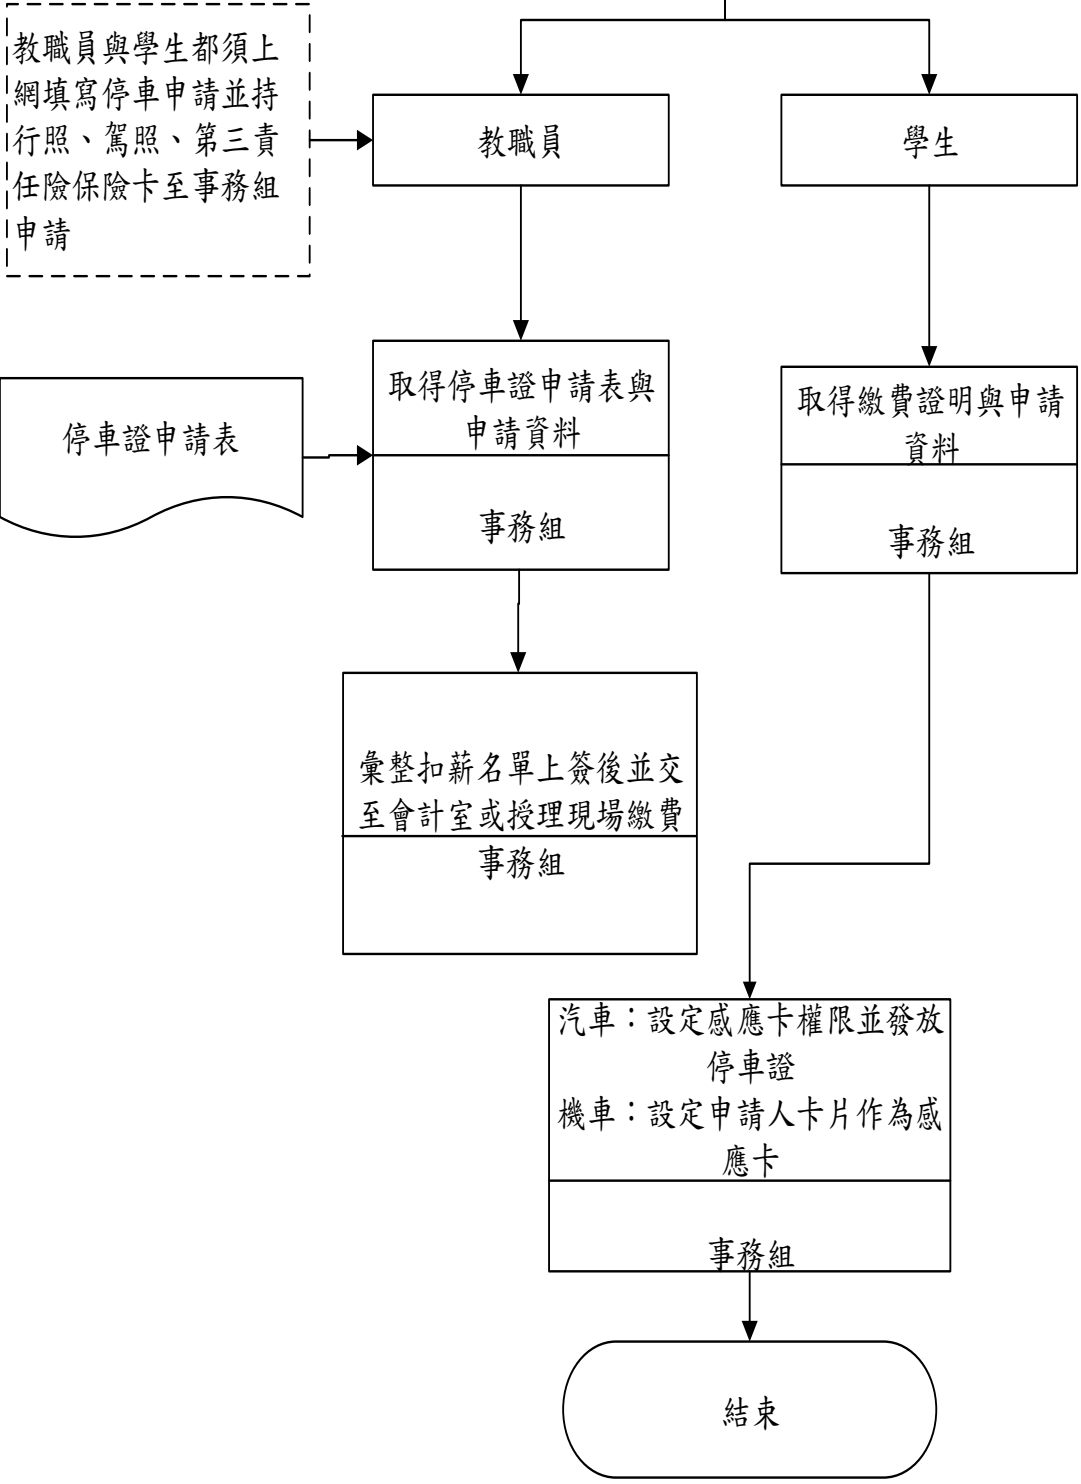 教職員與學生都須上
網填寫停車申請並持
行照、駕照、第三責
任險保險卡至事務組
申請
教職員
學生
停車證申請表
取得停車證申請表與
申請資料
事務組
取得繳費證明與申請
資料
事務組
彙整扣薪名單上簽後並交
至會計室或授理現場繳費
事務組
汽車：設定感應卡權限並發放
停車證
機車：設定申請人卡片作為感
應卡
事務組
結束